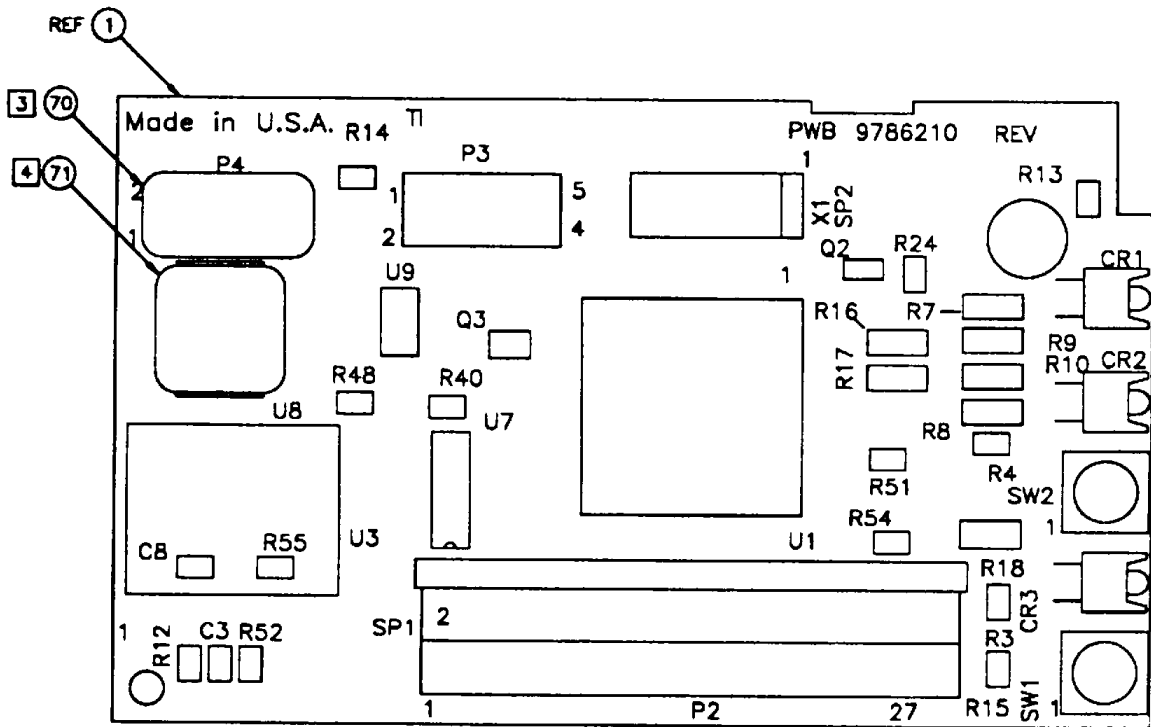 REF 1
3 70
4 71
Made in U.S.A. TI
PWB 9786210 REV
R14
P4
P3
1
2
1
1
2
5
4
X1
SP2
R13
Q2
R24
CR1
U9
1
Q3
R16
R7
R17
R9
R10
CR2
R48
R40
U8
U7
R8
R4
R51
SW2
1
R54
U3
U1
C8
R55
R18
CR3
1
R12
C3
R52
SP1
2
R3
SW1
1
P2
27
R15
1